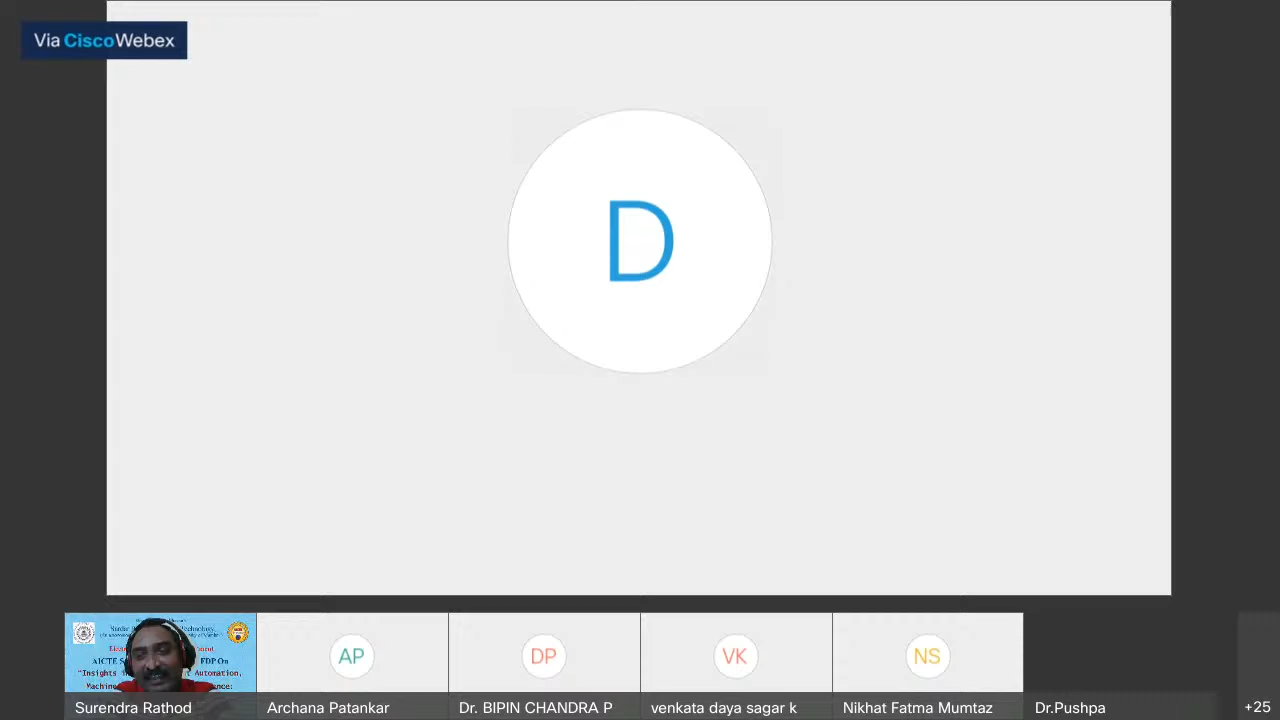 Via CiscoWebex
D
AICTE S FDP On
"Insights Automation,
Machine
AP
DP
VK
NS
Surendra Rathod
Archana Patankar
Dr. BIPIN CHANDRA P
venkata daya sagar k
Nikhat Fatma Mumtaz
Dr.Pushpa
+25